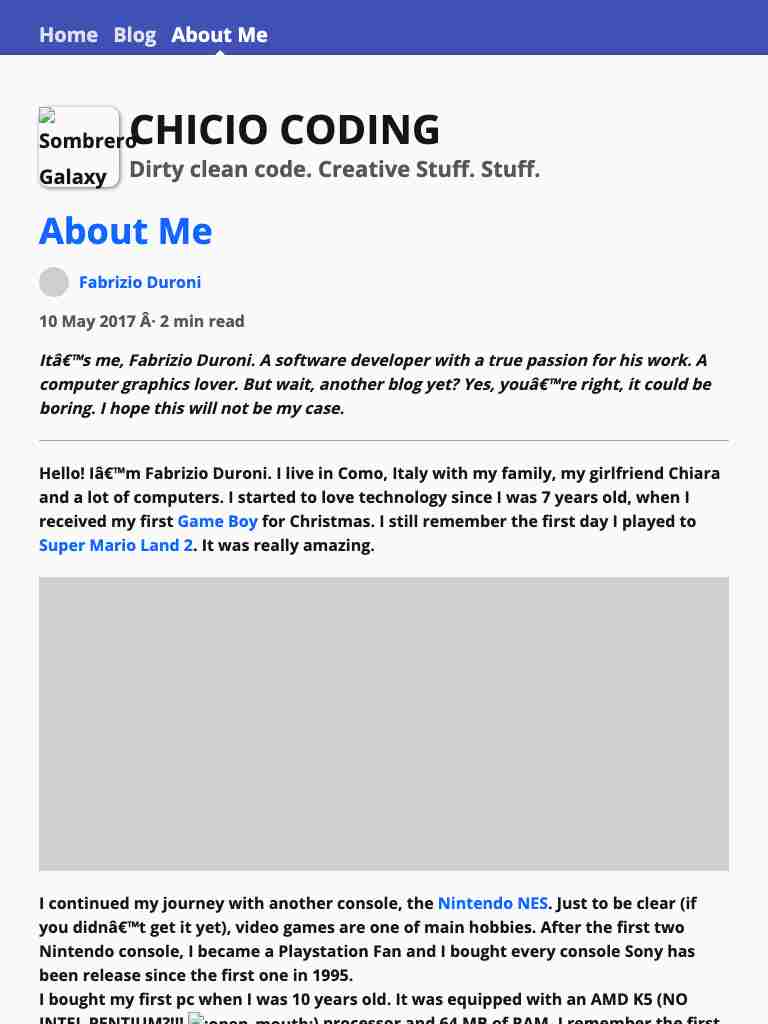 Home Blog About Me
Sombrero
Galaxy
CHICIO CODING
Dirty clean code. Creative Stuff. Stuff.
About Me
Fabrizio Duroni
10 May 2017 Â· 2 min read
Itâ€™s me, Fabrizio Duroni. A software developer with a true passion for his work. A
computer graphics lover. But wait, another blog yet? Yes, youâ€™re right, it could be
boring. I hope this will not be my case.
Hello! Iâ€™m Fabrizio Duroni. I live in Como, Italy with my family, my girlfriend Chiara
and a lot of computers. I started to love technology since I was 7 years old, when I
received my first Game Boy for Christmas. I still remember the first day I played to
Super Mario Land 2. It was really amazing.
I continued my journey with another console, the Nintendo NES. Just to be clear (if
you didnâ€™t get it yet), video games are one of main hobbies. After the first two
Nintendo console, I became a Playstation Fan and I bought every console Sony has
been release since the first one in 1995.
I bought my first pc when I was 10 years old. It was equipped with an AMD K5 (NO
INTEL PENTIUM?!!! processor and 64 MB of RAM. I remember the first